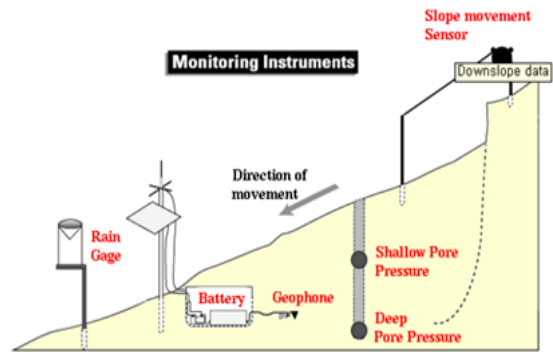 Slope movement
Sensor
Monitoring Instruments
Downslope data
Direction of
movement
Rain
Gage
Shallow Pore
Pressure
Battery
Geophone
Deep
Pore Pressure